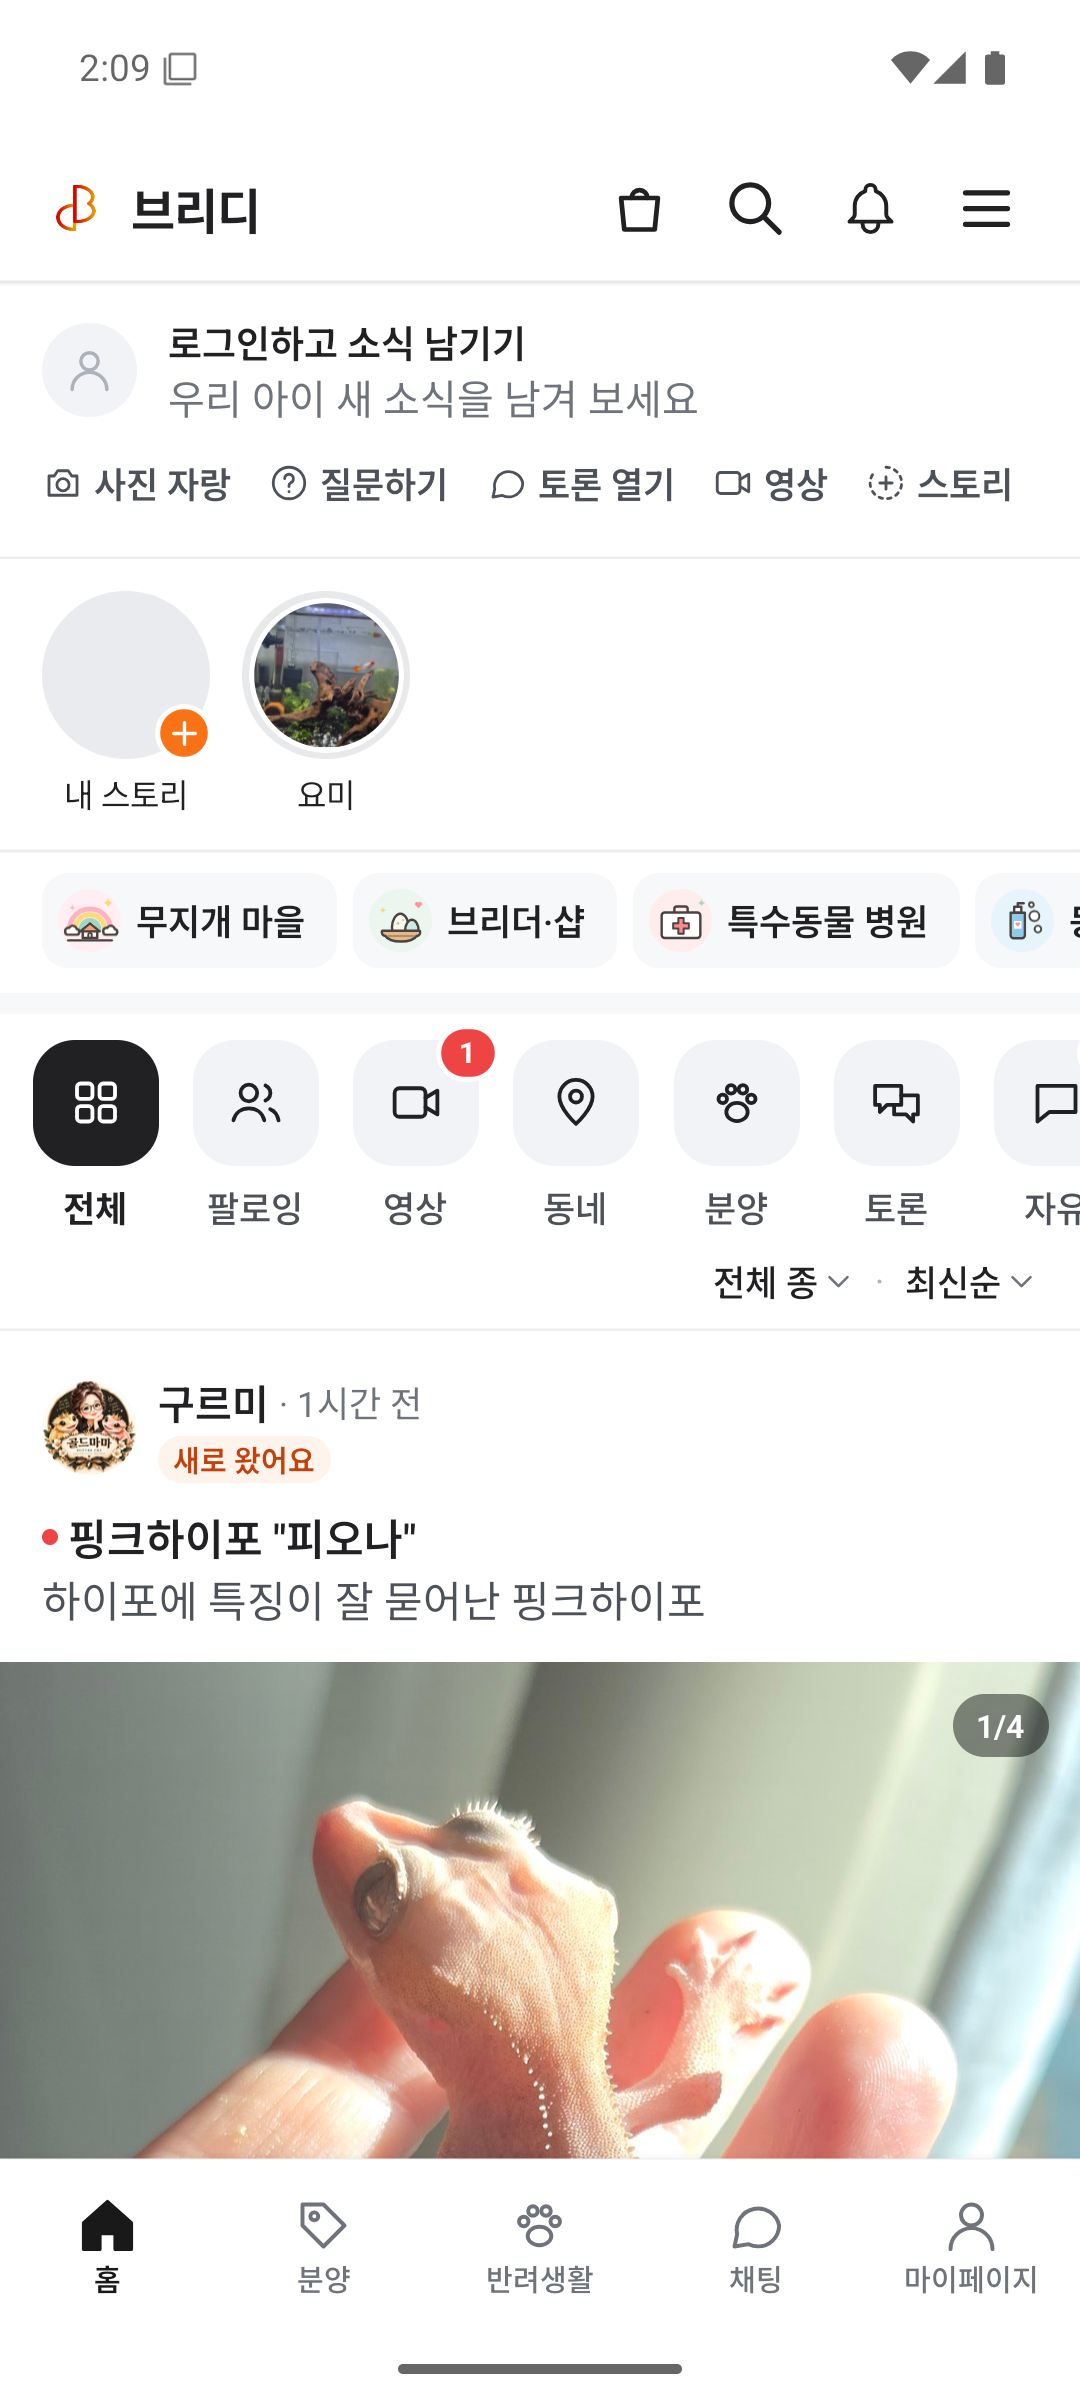 2:09
브리디
로그인하고 소식 남기기
우리 아이 새 소식을 남겨 보세요
사진 자랑 질문하기 토론 열기 영상 스토리
내 스토리 요미
무지개 마을 브리더·샵 특수동물 병원
1
전체 팔로잉 영상 동네 분양 토론 자유
전체 종 · 최신순
구르미 · 1시간 전
골드마마
새로 왔어요
핑크하이포 "피오나"
하이포에 특징이 잘 묻어난 핑크하이포
1/4
홈 분양 반려생활 채팅 마이페이지